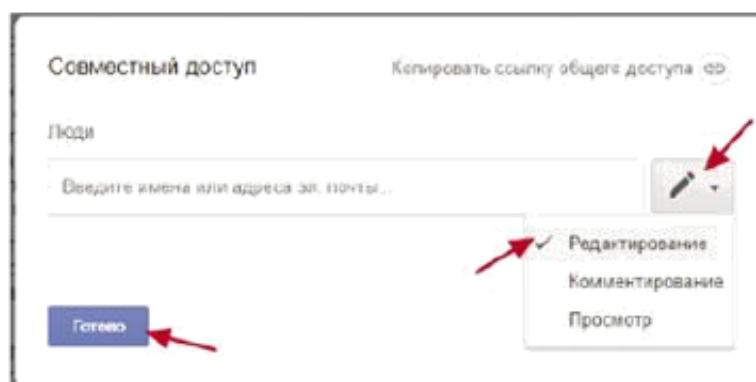 Совместный доступ
Копировать ссылку общего доступа
Люди
Введите имена или адреса эл. почты...
Редактирование
Комментирование
Просмотр
Готово